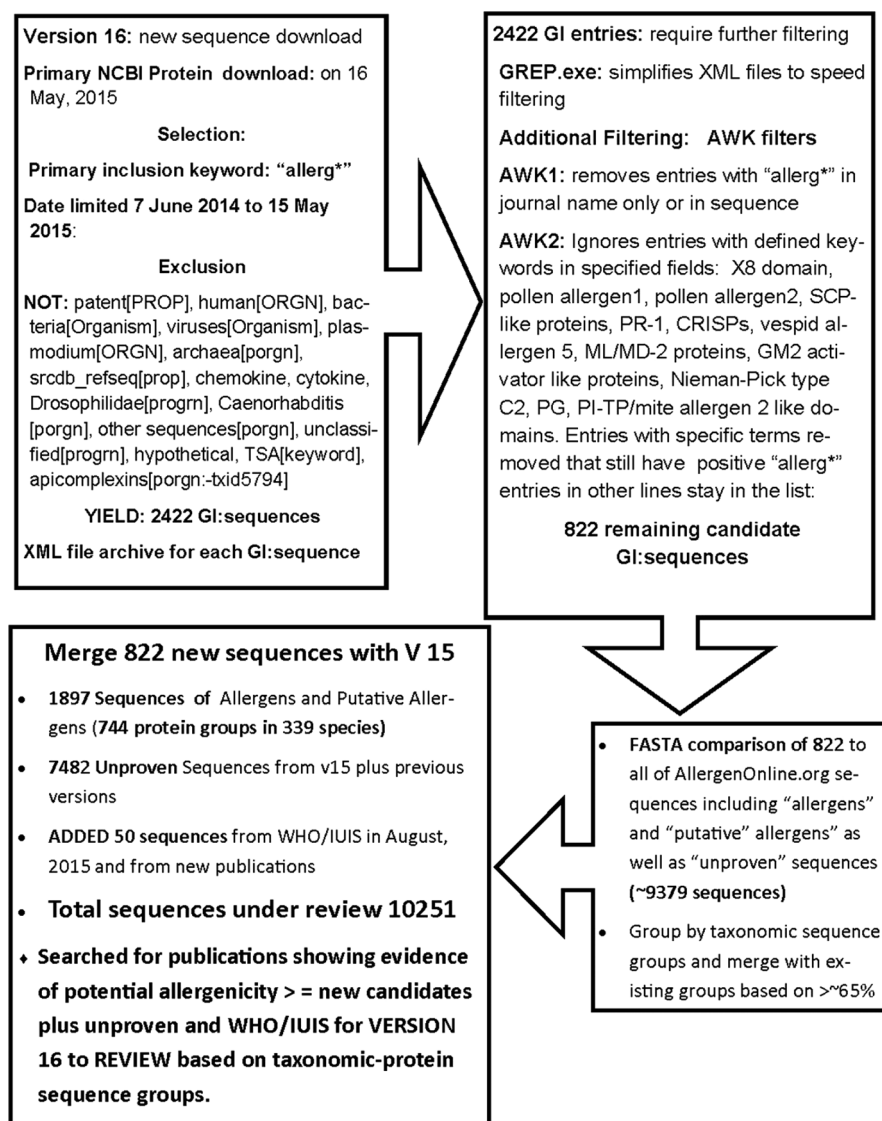 Version 16: new sequence download
Primary NCBI Protein download: on 16
May, 2015
Selection:
Primary inclusion keyword: “allerg*”
Date limited 7 June 2014 to 15 May
2015:
Exclusion
NOT: patent[PROP], human[ORGN], bac-
teria[Organism], viruses[Organism], plas-
modium[ORGN], archaea[porgn],
srcdb_refseq[prop], chemokine, cytokine,
Drosophilidae[progrn], Caenorhabditis
[porgn], other sequences[porgn], unclassi-
fied[progrn], hypothetical, TSA[keyword],
apicomplexins[porgn:-txid5794]
YIELD: 2422 GI:sequences
XML file archive for each GI:sequence
2422 GI entries: require further filtering
GREP.exe: simplifies XML files to speed
filtering
Additional Filtering: AWK filters
AWK1: removes entries with “allerg*” in
journal name only or in sequence
AWK2: Ignores entries with defined key-
words in specified fields: X8 domain,
pollen allergen1, pollen allergen2, SCP-
like proteins, PR-1, CRISPs, vespid al-
lergen 5, ML/MD-2 proteins, GM2 acti-
vator like proteins, Nieman-Pick type
C2, PG, PI-TP/mite allergen 2 like do-
mains. Entries with specific terms re-
moved that still have positive “allerg*”
entries in other lines stay in the list:
822 remaining candidate
GI:sequences
• FASTA comparison of 822 to
all of AllergenOnline.org se-
quences including “allergens”
and “putative” allergens” as
well as “unproven” sequences
(~9379 sequences)
• Group by taxonomic sequence
groups and merge with ex-
isting groups based on >~65%
Merge 822 new sequences with V 15
• 1897 Sequences of Allergens and Putative Aller-
gens (744 protein groups in 339 species)
• 7482 Unproven Sequences from v15 plus previous
versions
• ADDED 50 sequences from WHO/IUIS in August,
2015 and from new publications
• Total sequences under review 10251
♦ Searched for publications showing evidence
of potential allergenicity > = new candidates
plus unproven and WHO/IUIS for VERSION
16 to REVIEW based on taxonomic-protein
sequence groups.